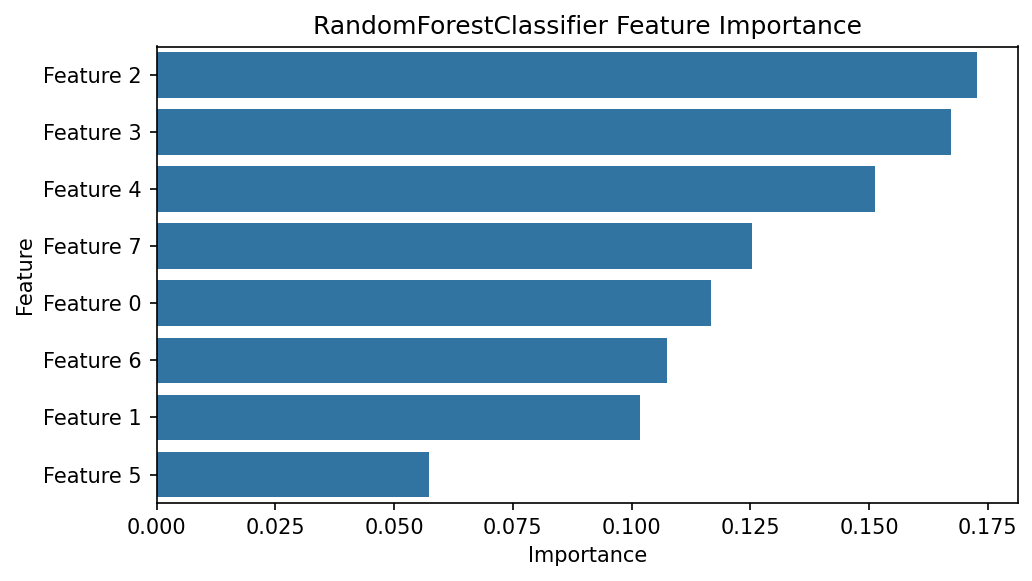 RandomForestClassifier Feature Importance
Feature
Feature 2
Feature 3
Feature 4
Feature 7
Feature 0
Feature 6
Feature 1
Feature 5
0.000 0.025 0.050 0.075 0.100 0.125 0.150 0.175
Importance